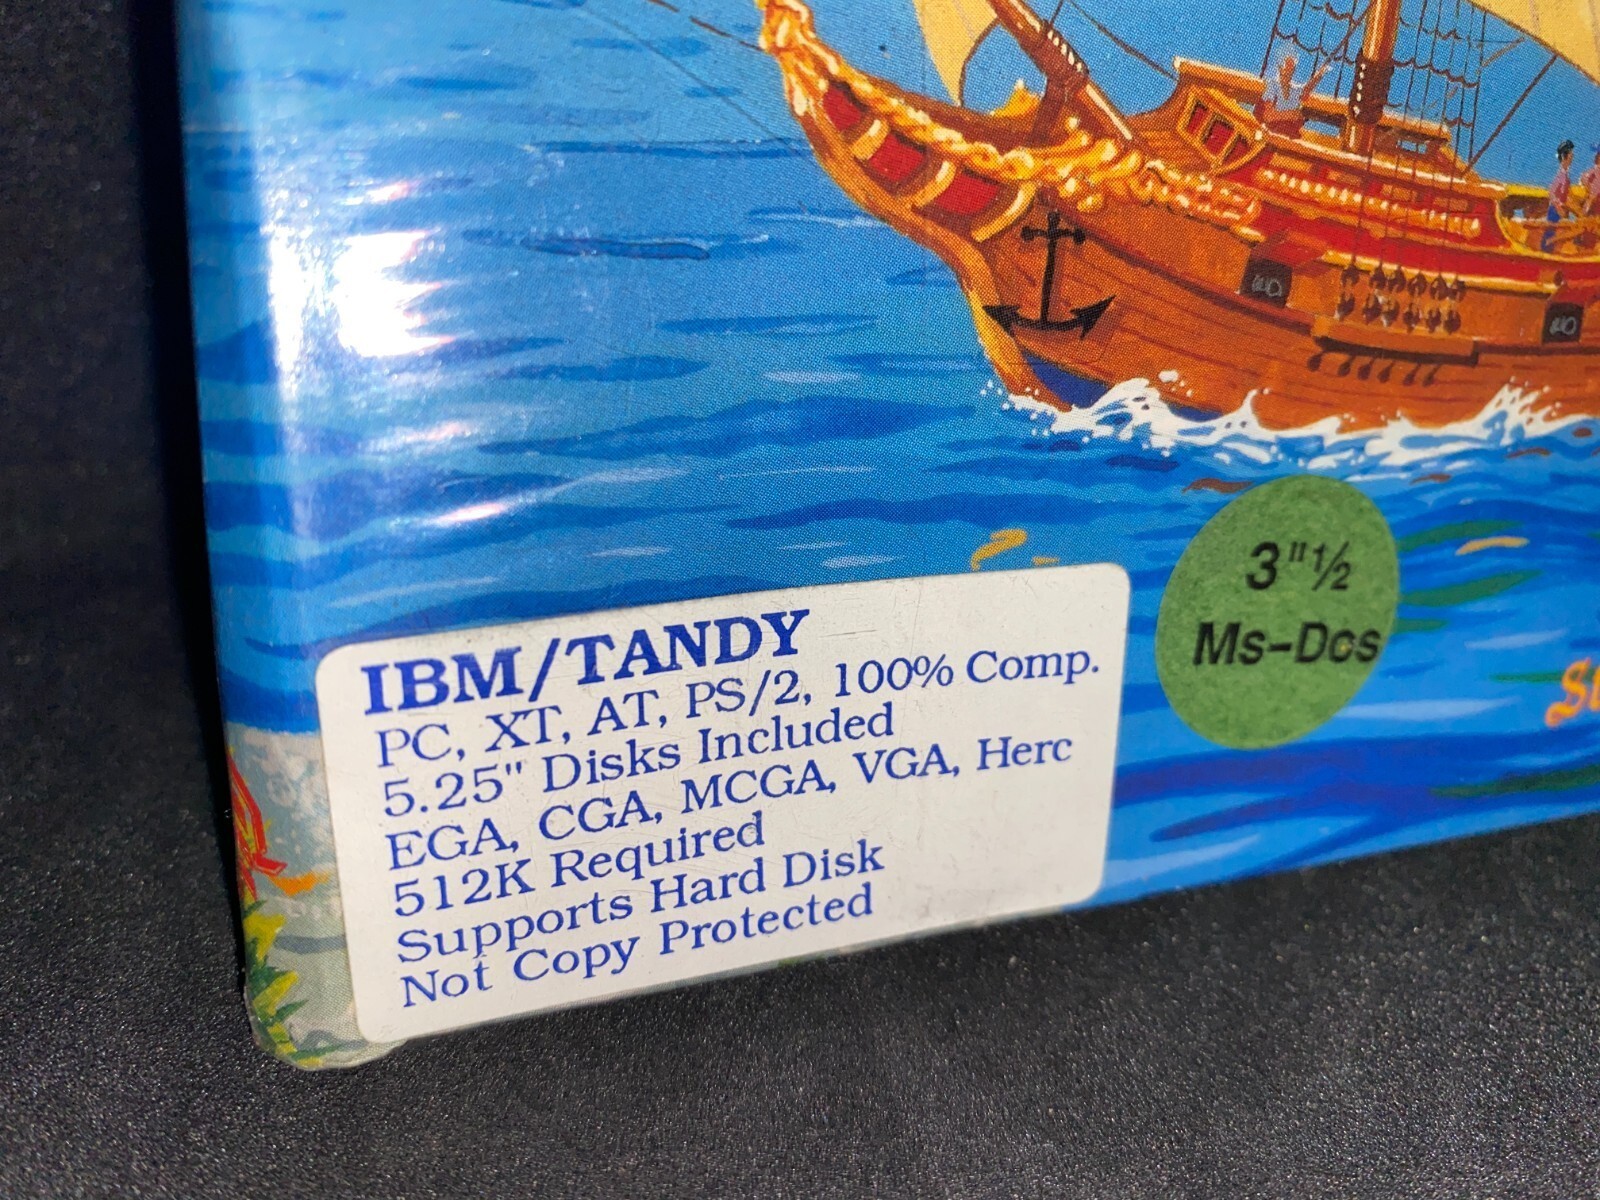 IBM/TANDY
PC, XT, AT, PS/2, 100% Comp.
5.25" Disks Included
EGA, CGA, MCGA, VGA, Herc
512K Required
Supports Hard Disk
Not Copy Protected
3"½
Ms-Dos